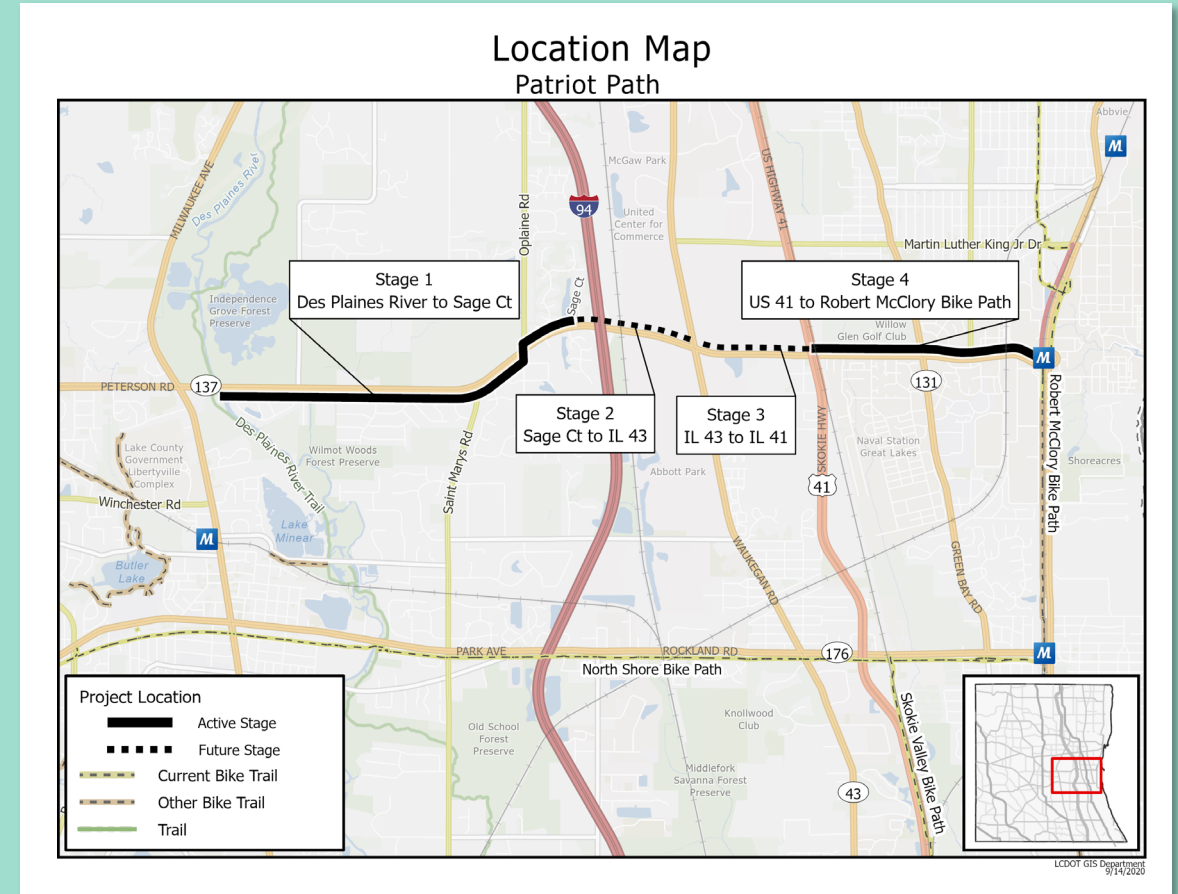 Location Map
Patriot Path
Abbvie
M
McGaw Park
MILWAUKEE AVE
Des Plaines River
US HIGHWAY 41
94
Oplaine Rd
United
Center for
Commerce
Martin Luther King Jr Dr
Stage 1
Des Plaines River to Sage Ct
Sage Ct
Stage 4
US 41 to Robert McClory Bike Path
Independence
Grove Forest
Preserve
Willow
Glen Golf Club
M
PETERSON RD
137
131
Stage 2
Sage Ct to IL 43
Stage 3
IL 43 to IL 41
Robert McClory Bike Path
Des Plaines River Trail
Wilmot Woods
Forest Preserve
Saint Marys Rd
SKOKIE HWY
Naval Station
Great Lakes
Lake County
Government
Libertyville
Complex
Abbott Park
Shoreacres
41
Winchester Rd
Lake
Minear
M
Butler
Lake
WAUKEGAN RD
GREEN BAY RD
PARK AVE
ROCKLAND RD
176
M
North Shore Bike Path
Skokie Valley Bike Path
Old School
Forest
Preserve
Knollwood
Club
Middlefork
Savanna Forest
Preserve
43
Project Location
Active Stage
Future Stage
Current Bike Trail
Other Bike Trail
Trail
LCDOT GIS Department
9/14/2020